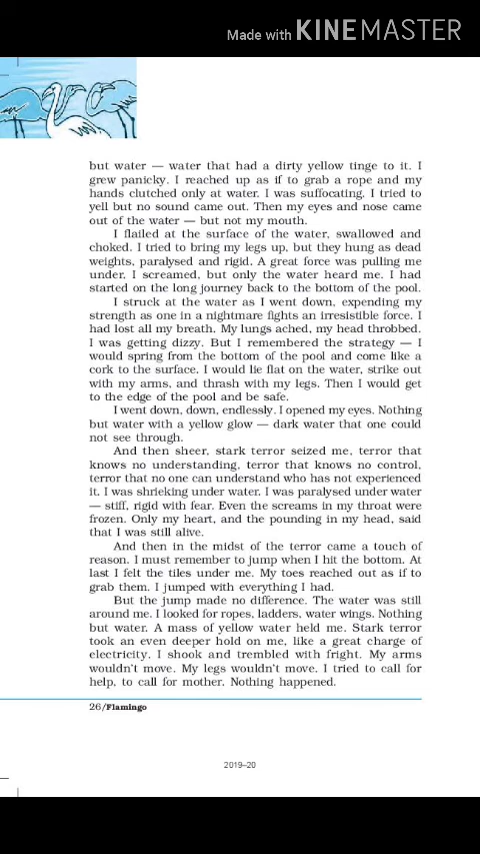 Made with KINEMASTER
but water — water that had a dirty yellow tinge to it. I
grew panicky. I reached up as if to grab a rope and my
hands clutched only at water. I was suffocating. I tried to
yell but no sound came out. Then my eyes and nose came
out of the water — but not my mouth.
I flailed at the surface of the water, swallowed and
choked. I tried to bring my legs up, but they hung as dead
weights, paralysed and rigid. A great force was pulling me
under. I screamed, but only the water heard me. I had
started on the long journey back to the bottom of the pool.
I struck at the water as I went down, expending my
strength as one in a nightmare fights an irresistible force. I
had lost all my breath. My lungs ached, my head throbbed.
I was getting dizzy. But I remembered the strategy — I
would spring from the bottom of the pool and come like a
cork to the surface. I would lie flat on the water, strike out
with my arms, and thrash with my legs. Then I would get
to the edge of the pool and be safe.
I went down, down, endlessly. I opened my eyes. Nothing
but water with a yellow glow — dark water that one could
not see through.
And then sheer, stark terror seized me, terror that
knows no understanding, terror that knows no control,
terror that no one can understand who has not experienced
it. I was shrieking under water. I was paralysed under water
— stiff, rigid with fear. Even the screams in my throat were
frozen. Only my heart, and the pounding in my head, said
that I was still alive.
And then in the midst of the terror came a touch of
reason. I must remember to jump when I hit the bottom. At
last I felt the tiles under me. My toes reached out as if to
grab them. I jumped with everything I had.
But the jump made no difference. The water was still
around me. I looked for ropes, ladders, water wings. Nothing
but water. A mass of yellow water held me. Stark terror
took an even deeper hold on me, like a great charge of
electricity. I shook and trembled with fright. My arms
wouldn't move. My legs wouldn't move. I tried to call for
help, to call for mother. Nothing happened.
26/Flamingo
2019–20